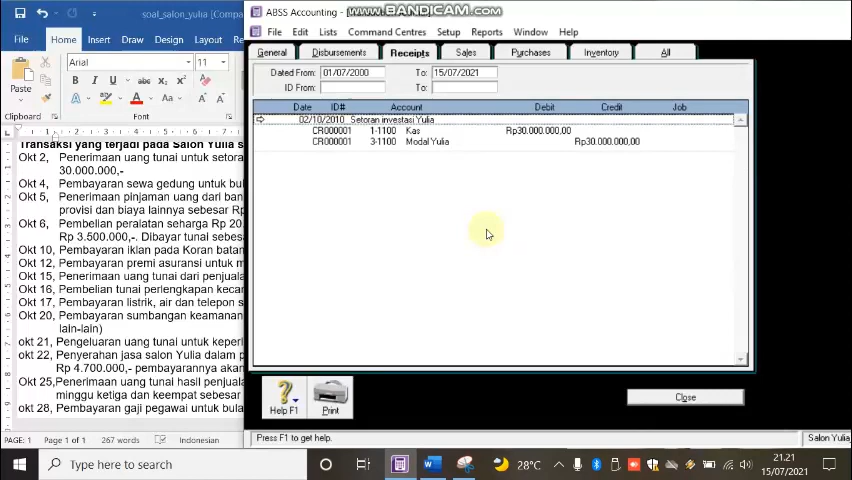 soal_salon_yulia [Compa
File Home Insert Draw Design Layout
Arial 11
Paste
Clipboard Font
Transaksi yang terjadi pada Salon Yulia s
Okt 2, Penerimaan uang tunai untuk setora
30.000.000,-
Okt 4, Pembayaran sewa gedung untuk bula
Okt 5, Penerimaan pinjaman uang dari ban
provisi dan biaya lainnya sebesar Rp
Okt 6, Pembelian peralatan seharga Rp 20.
Rp 3.500.000,-. Dibayar tunai sebesa
Okt 10, Pembayaran iklan pada Koran batan
Okt 12, Pembayaran premi asuransi untuk m
Okt 15, Penerimaan uang tunai dari penjual
Okt 16, Pembelian tunai perlengkapan keca
Okt 17, Pembayaran listrik, air dan telepon s
Okt 20, Pembayaran sumbangan keamanan
lain-lain)
okt 21, Pengeluaran uang tunai untuk keperl
okt 22, Penyerahan jasa salon Yulia dalam p
Rp 4.700.000,- pembayarannya akan
Okt 25,Penerimaan uang tunai hasil penjual
minggu ketiga dan keempat sebesar
okt 28, Pembayaran gaji pegawai untuk bula
PAGE: 1 PAGE 1 OF 1 267 WORDS INDONESIAN
ABSS Accounting - [
WWW.BANDICAM.COM
File Edit Lists Command Centres Setup Reports Window Help
General Disbursements Receipts Sales Purchases Inventory All
Dated From: 01/07/2000 To: 15/07/2021
ID From: To:
Date ID# Account Debit Credit Job
02/10/2010 Setoran investasi Yulia
CR000001 1-1100 Kas Rp30.000.000,00
CR000001 3-1100 Modal Yulia Rp30.000.000,00
Help F1 Print Close
Press F1 to get help. Salon Yulia
Type here to search
28°C
21.21
15/07/2021